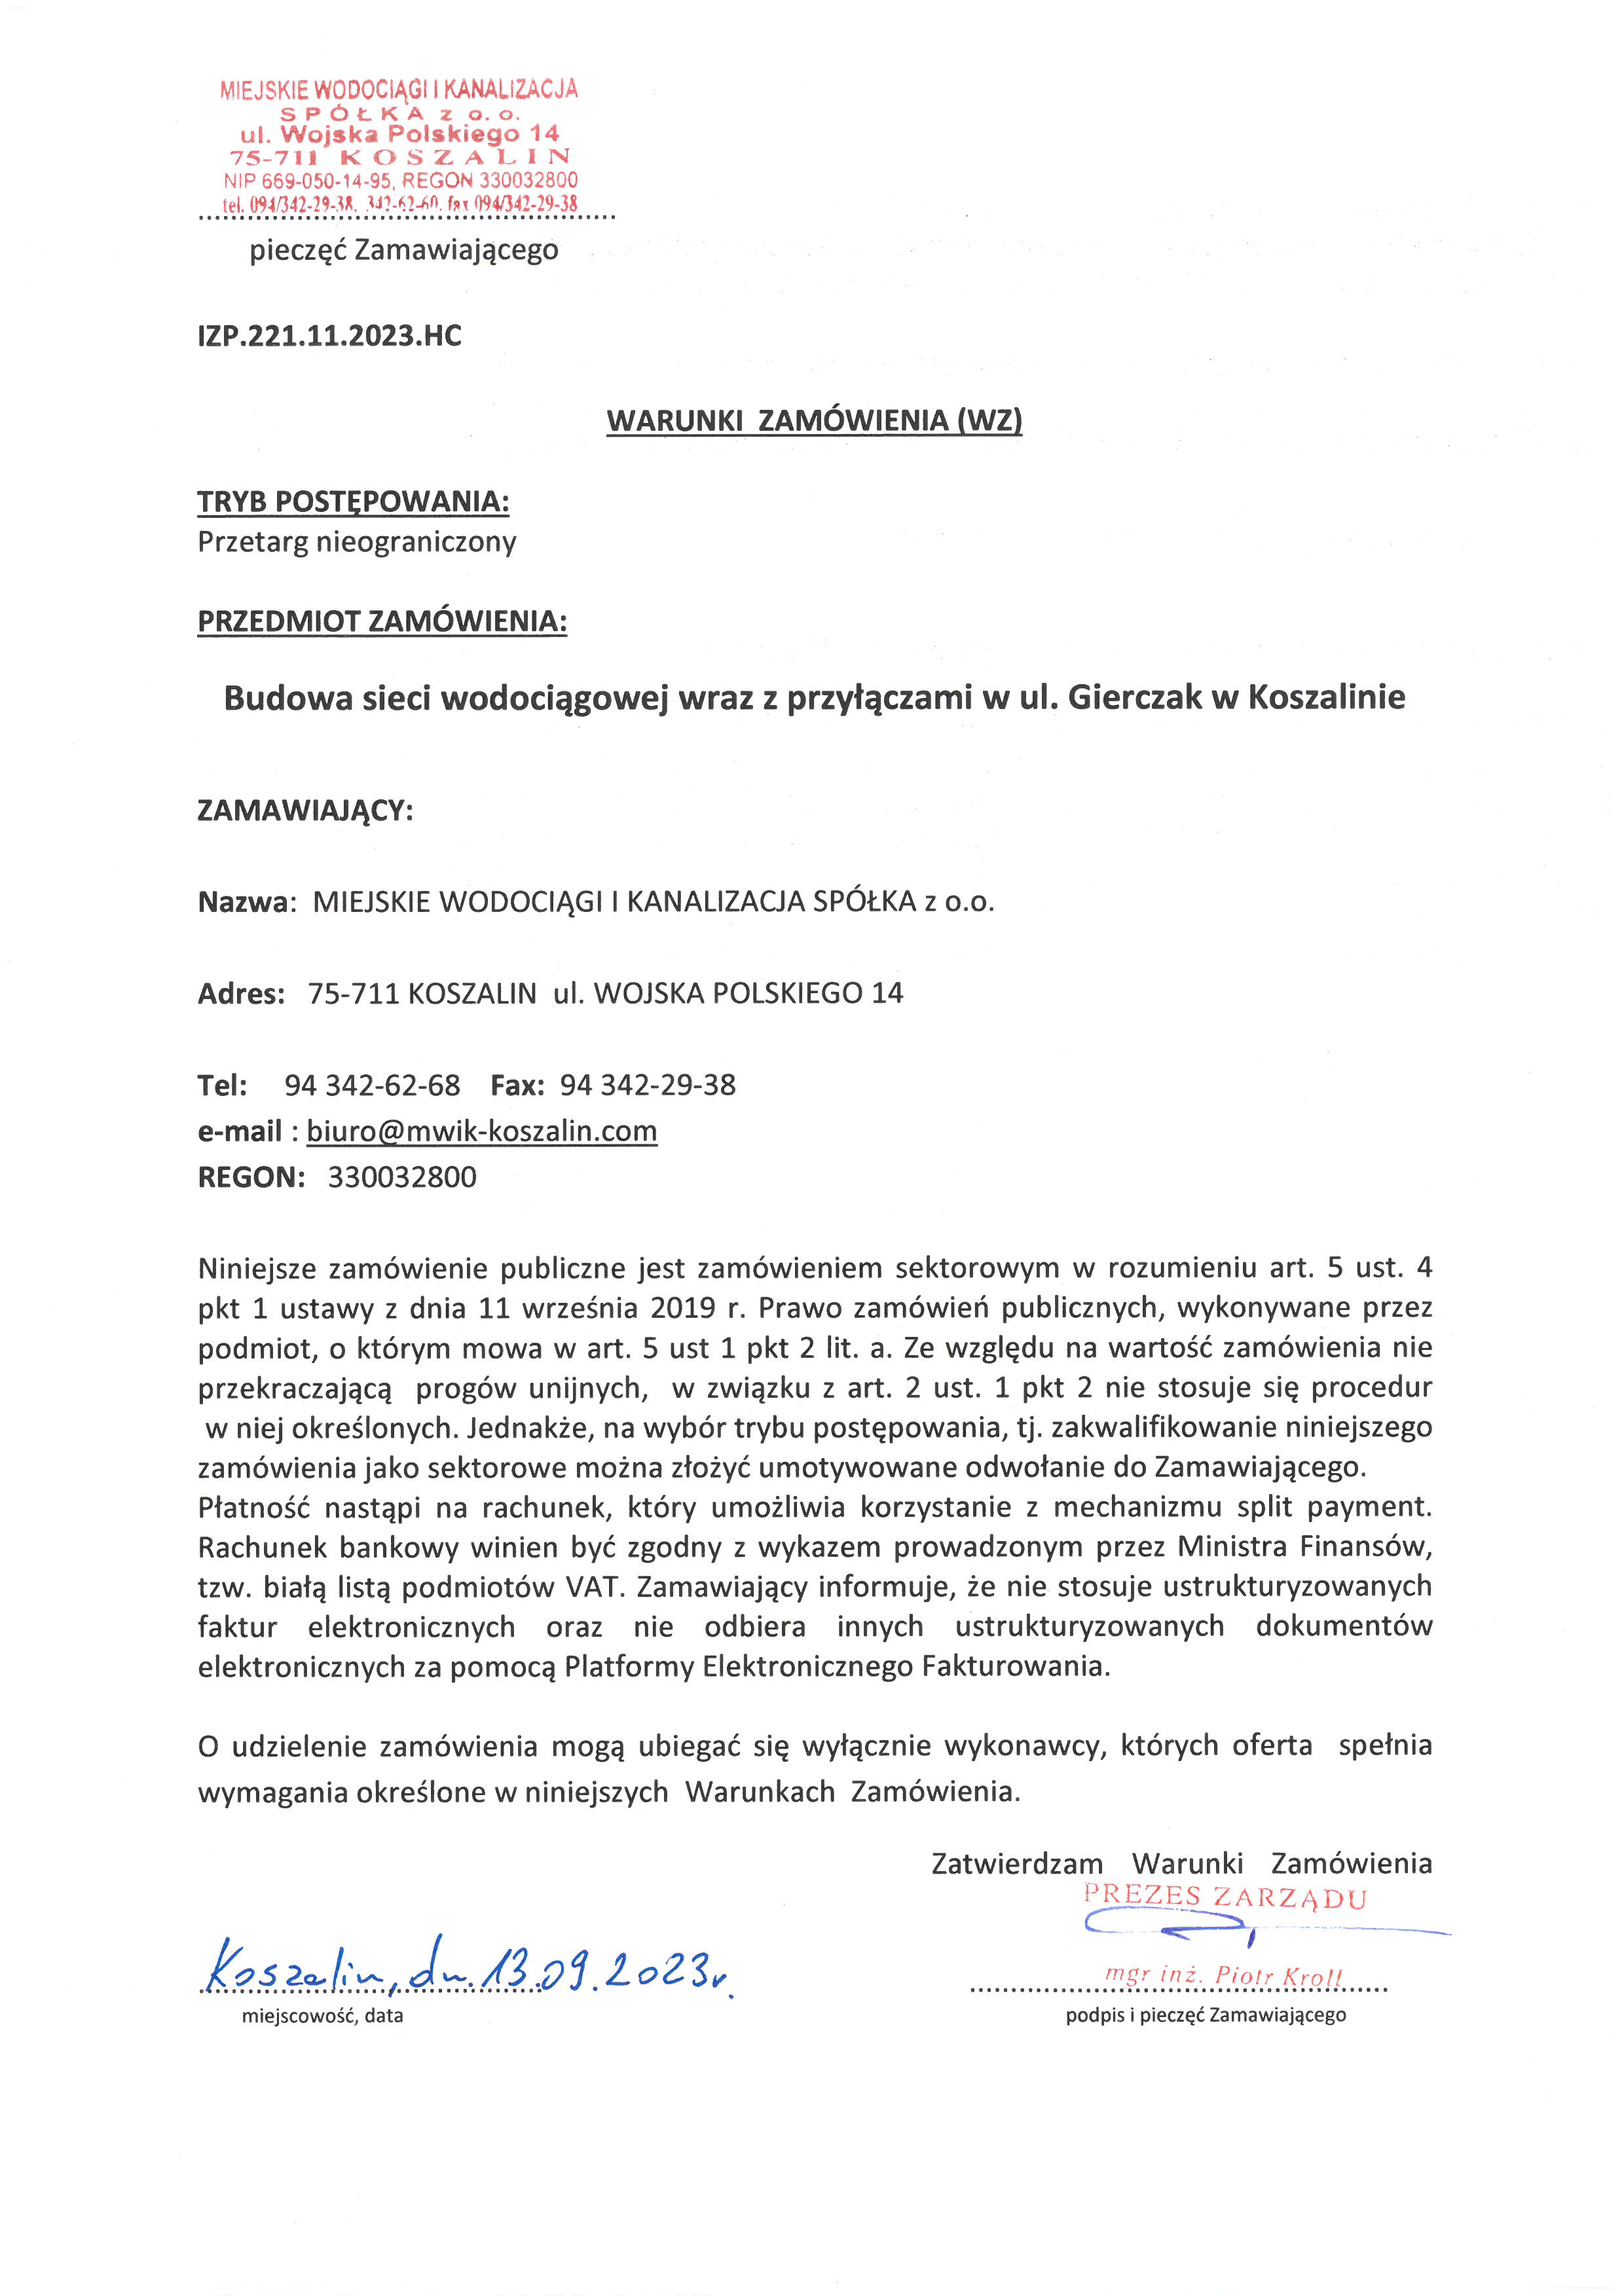 MIEJSKIE WODOCIĄGI I KANALIZACJA
SPÓŁKA z o.o.
ul. Wojska Polskiego 14
75-711 KOSZALIN
NIP 669-050-14-95, REGON 330032800
tel. 094/342-29-38, 342-62-60, fax 094/342-29-38
pieczęć Zamawiającego
IZP.221.11.2023.HC
WARUNKI ZAMÓWIENIA (WZ)
TRYB POSTĘPOWANIA:
Przetarg nieograniczony
PRZEDMIOT ZAMÓWIENIA:
Budowa sieci wodociągowej wraz z przyłączami w ul. Gierczak w Koszalinie
ZAMAWIAJĄCY:
Nazwa: MIEJSKIE WODOCIĄGI I KANALIZACJA SPÓŁKA z o.o.
Adres: 75-711 KOSZALIN ul. WOJSKA POLSKIEGO 14
Tel: 94 342-62-68 Fax: 94 342-29-38
e-mail : biuro@mwik-koszalin.com
REGON: 330032800
Niniejsze zamówienie publiczne jest zamówieniem sektorowym w rozumieniu art. 5 ust. 4
pkt 1 ustawy z dnia 11 września 2019 r. Prawo zamówień publicznych, wykonywane przez
podmiot, o którym mowa w art. 5 ust 1 pkt 2 lit. a. Ze względu na wartość zamówienia nie
przekraczającą progów unijnych, w związku z art. 2 ust. 1 pkt 2 nie stosuje się procedur
w niej określonych. Jednakże, na wybór trybu postępowania, tj. zakwalifikowanie niniejszego
zamówienia jako sektorowe można złożyć umotywowane odwołanie do Zamawiającego.
Płatność nastąpi na rachunek, który umożliwia korzystanie z mechanizmu split payment.
Rachunek bankowy winien być zgodny z wykazem prowadzonym przez Ministra Finansów,
tzw. białą listą podmiotów VAT. Zamawiający informuje, że nie stosuje ustrukturyzowanych
faktur elektronicznych oraz nie odbiera innych ustrukturyzowanych dokumentów
elektronicznych za pomocą Platformy Elektronicznego Fakturowania.
O udzielenie zamówienia mogą ubiegać się wyłącznie wykonawcy, których oferta spełnia
wymagania określone w niniejszych Warunkach Zamówienia.
Zatwierdzam Warunki Zamówienia
PREZES ZARZĄDU
Koszalin, dn. 13.09.2023r.
mgr inż. Piotr Kroll
miejscowość, data
podpis i pieczęć Zamawiającego